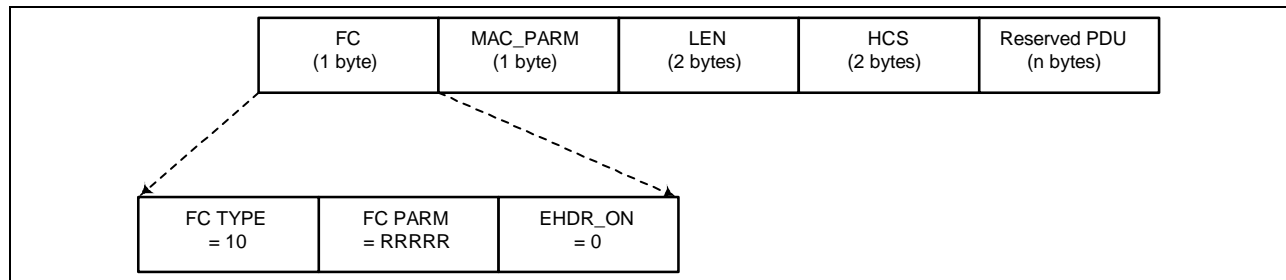 FC
(1 byte)
MAC_PARM
(1 byte)
LEN
(2 bytes)
HCS
(2 bytes)
Reserved PDU
(n bytes)
FC TYPE
= 10
FC PARM
= RRRRR
EHDR_ON
= 0